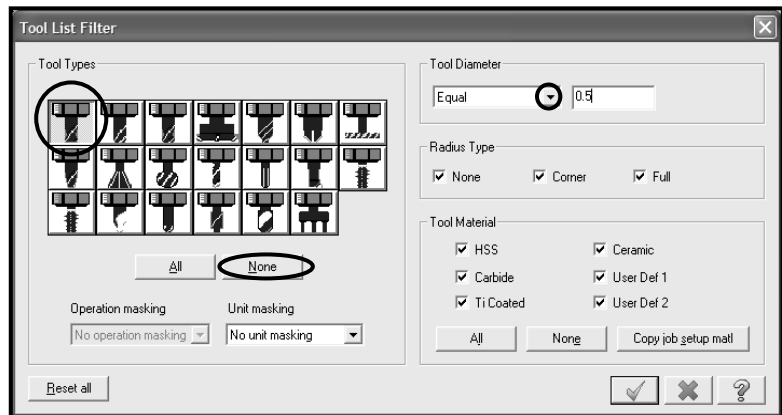 Tool List Filter
Tool Types
All
None
Operation masking
Unit masking
No operation masking
No unit masking
Reset all
Tool Diameter
Equal
0.5
Radius Type
None
Corner
Full
Tool Material
HSS
Ceramic
Carbide
User Def 1
Ti Coated
User Def 2
All
None
Copy job setup matl